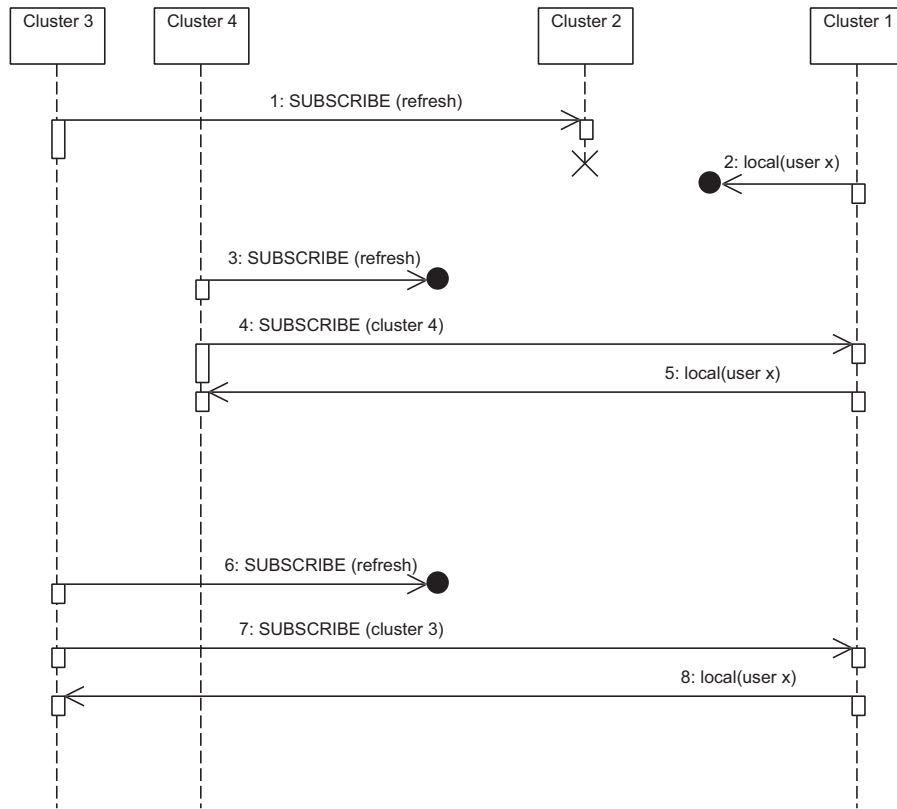 Cluster 3
Cluster 4
Cluster 2
Cluster 1
1: SUBSCRIBE (refresh)
2: local(user x)
3: SUBSCRIBE (refresh)
4: SUBSCRIBE (cluster 4)
5: local(user x)
6: SUBSCRIBE (refresh)
7: SUBSCRIBE (cluster 3)
8: local(user x)